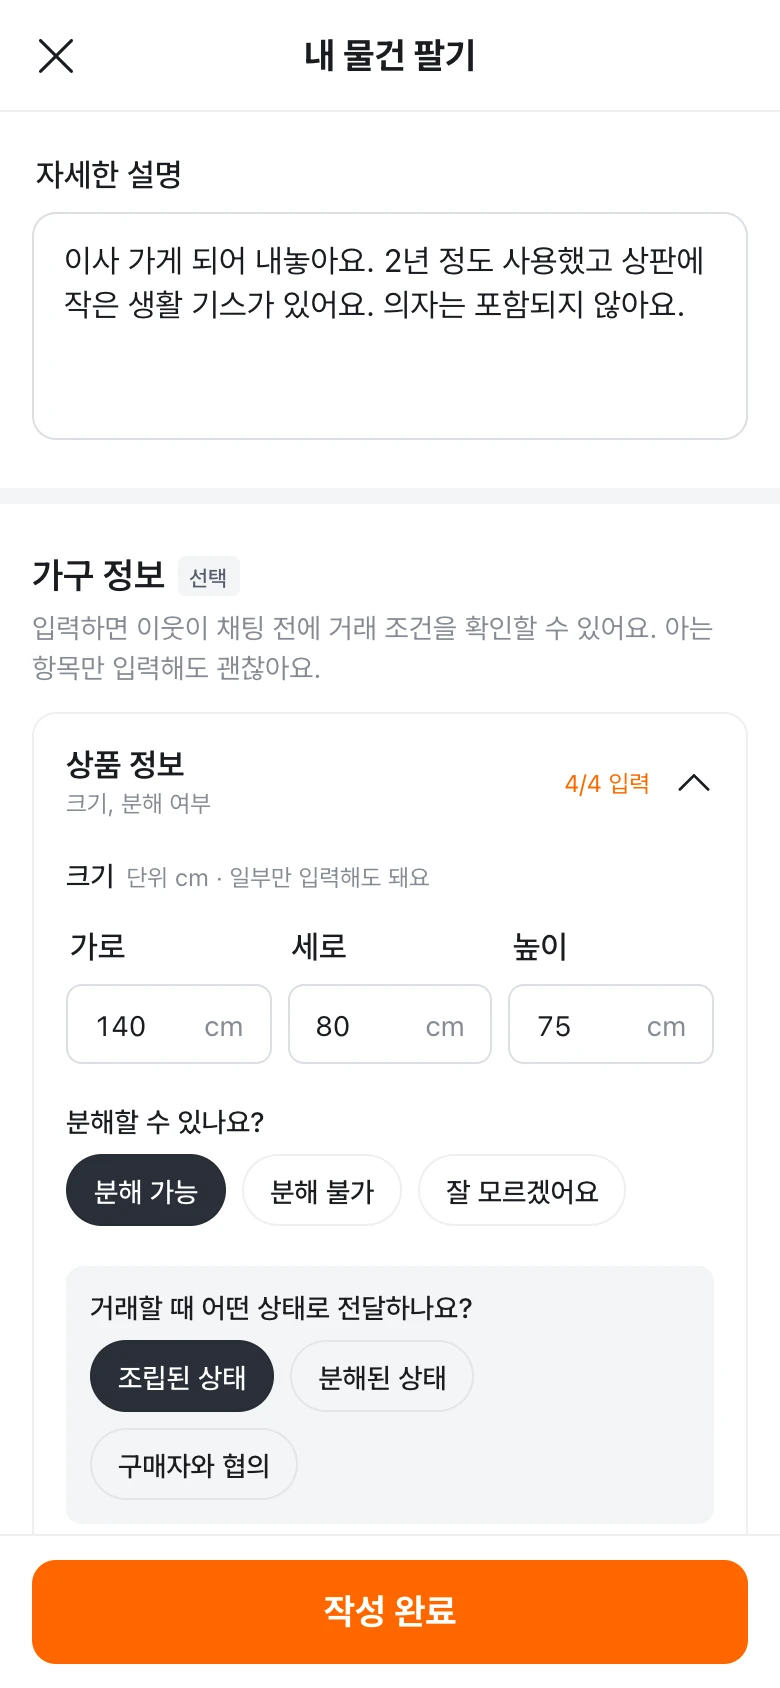 내 물건 팔기
자세한 설명
이사 가게 되어 내놓아요. 2년 정도 사용했고 상판에
작은 생활 기스가 있어요. 의자는 포함되지 않아요.
가구 정보 선택
입력하면 이웃이 채팅 전에 거래 조건을 확인할 수 있어요. 아는
항목만 입력해도 괜찮아요.
상품 정보
크기, 분해 여부
4/4 입력
크기 단위 cm · 일부만 입력해도 돼요
가로 세로 높이
140 cm 80 cm 75 cm
분해할 수 있나요?
분해 가능 분해 불가 잘 모르겠어요
거래할 때 어떤 상태로 전달하나요?
조립된 상태 분해된 상태
구매자와 협의
작성 완료